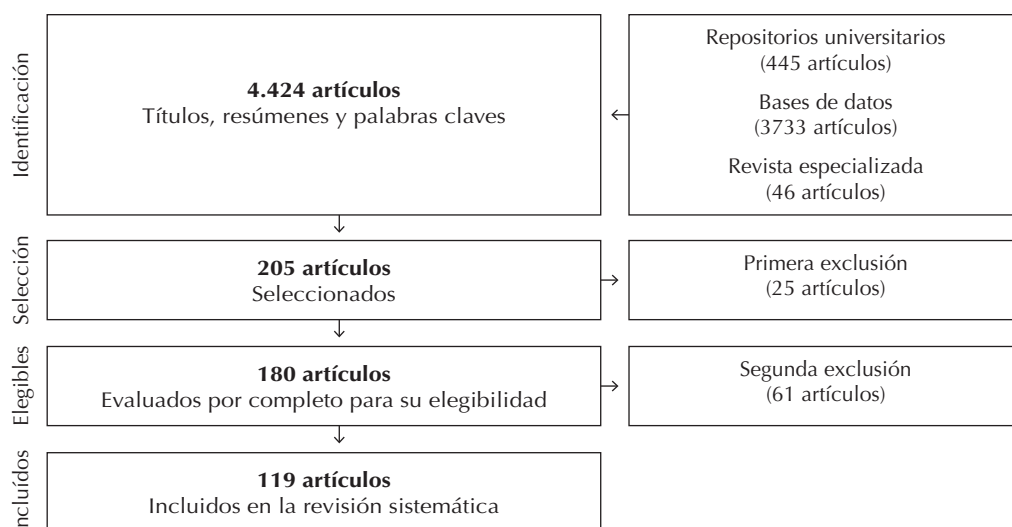 Identificación
4.424 artículos
Títulos, resúmenes y palabras claves
Repositorios universitarios
(445 artículos)
Bases de datos
(3733 artículos)
Revista especializada
(46 artículos)
Selección
205 artículos
Seleccionados
Primera exclusión
(25 artículos)
Elegibles
180 artículos
Evaluados por completo para su elegibilidad
Segunda exclusión
(61 artículos)
ncluídos
119 artículos
Incluidos en la revisión sistemática